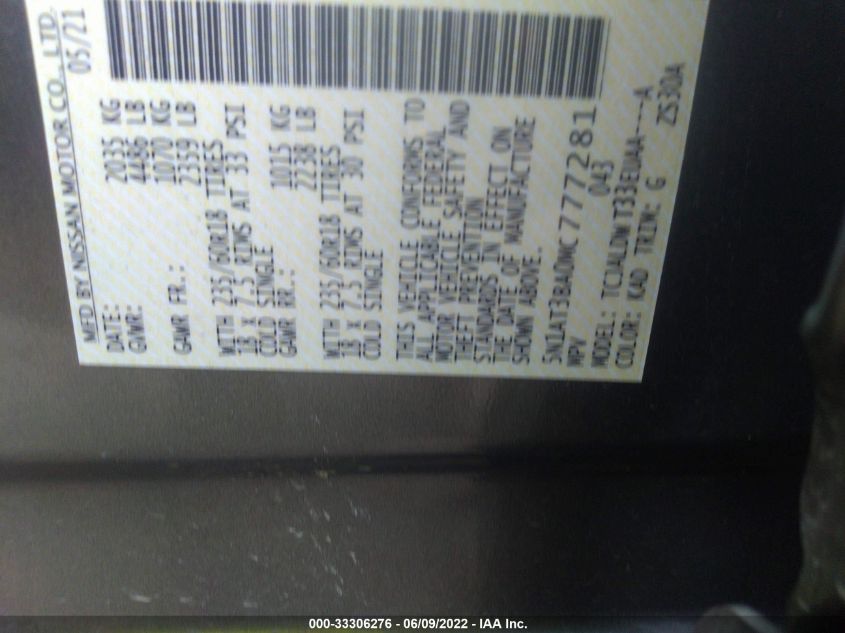 MFD BY NISSAN MOTOR CO., LTD.
DATE: 05/21
GVWR: 2035 KG
4486 LB
GAWR FR.: 1070 KG
2359 LB
WITH 235/60R18 TIRES
18 X 7.5 RIMS AT 33 PSI
COLD SINGLE
GAWR RR.: 1015 KG
2238 LB
WITH 235/60R18 TIRES
18 X 7.5 RIMS AT 30 PSI
COLD SINGLE
THIS VEHICLE CONFORMS TO
ALL APPLICABLE FEDERAL
MOTOR VEHICLE SAFETY AND
THEFT PREVENTION
STANDARDS IN EFFECT ON
THE DATE OF MANUFACTURE
SHOWN ABOVE.
5N1AT3BA0MC777281
MPV 043
MODEL: TCJALDWT33EUAA----A
COLOR: KAD TRIM: G ZS30A
000-33306276 - 06/09/2022 - IAA Inc.